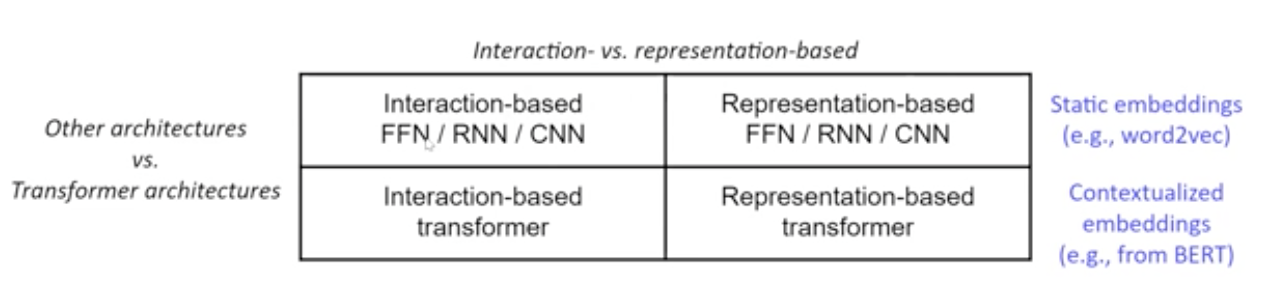 Interaction- vs. representation-based
Other architectures
vs.
Transformer architectures
Interaction-based
FFN / RNN / CNN
Representation-based
FFN / RNN / CNN
Static embeddings
(e.g., word2vec)
Interaction-based
transformer
Representation-based
transformer
Contextualized
embeddings
(e.g., from BERT)